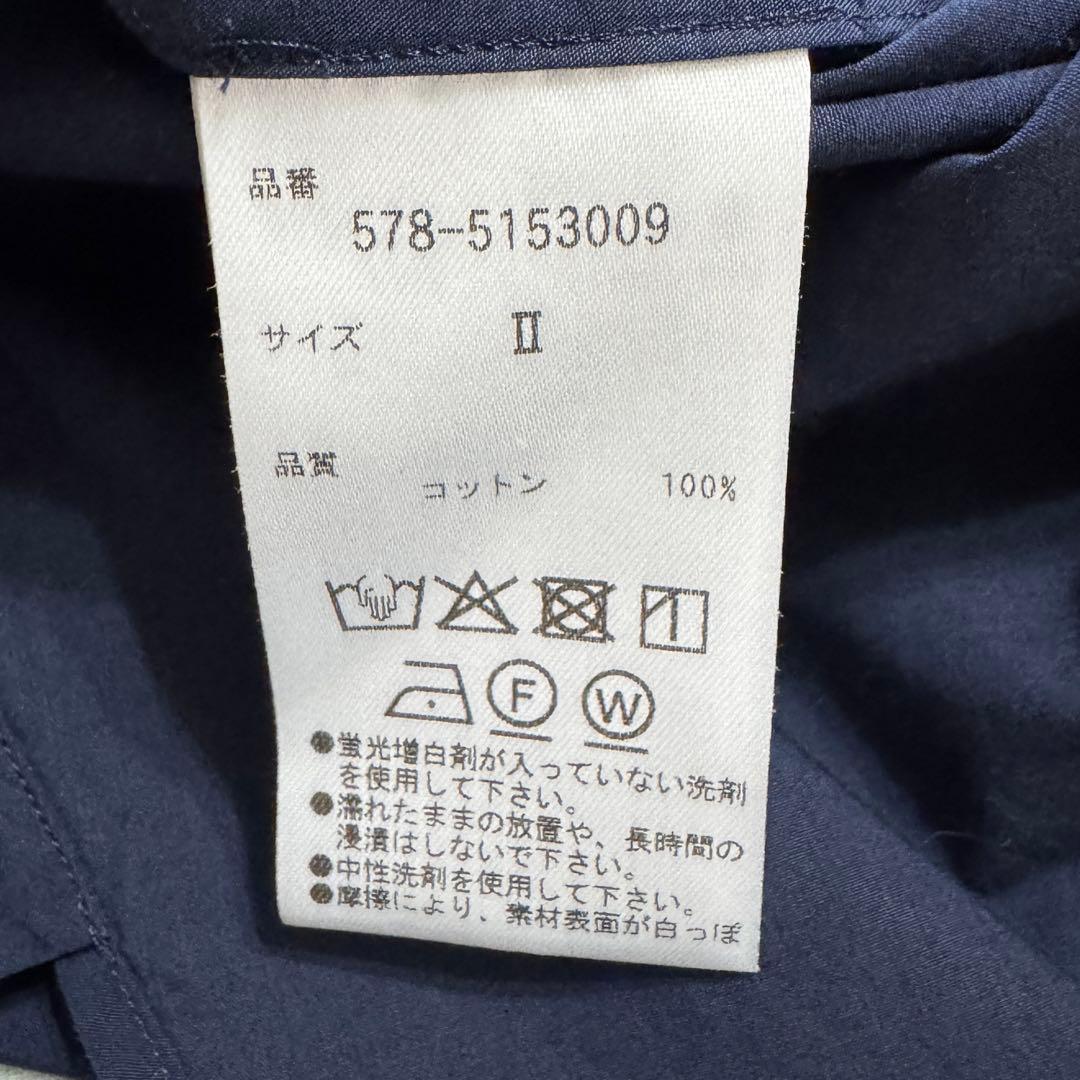 品番
578-5153009
サイズ Ⅱ
品質 コットン 100%
F W
●蛍光増白剤が入っていない洗剤
を使用して下さい。
●濡れたままの放置や、長時間の
浸漬はしないで下さい。
●中性洗剤を使用して下さい。
●摩擦により、素材表面が白っぽ